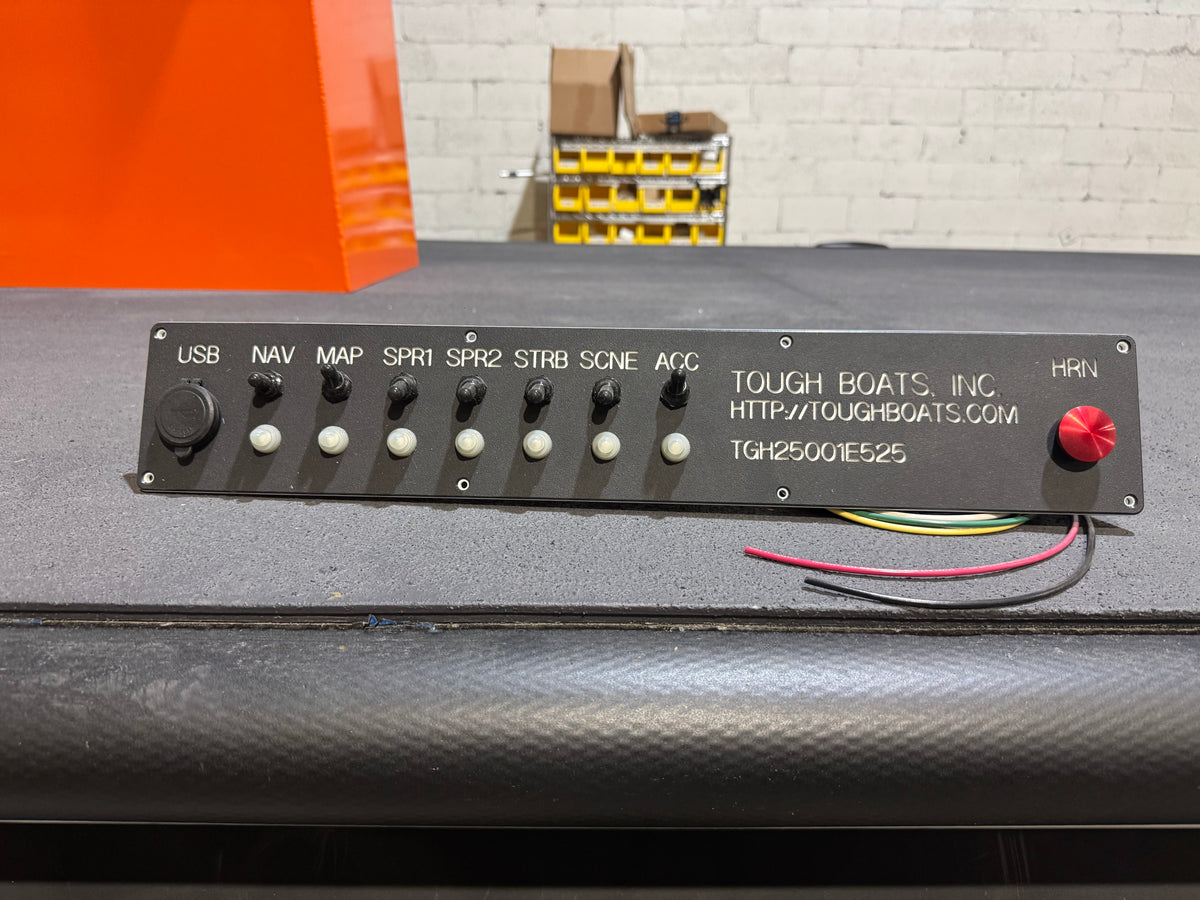 USB NAV MAP SPR1 SPR2 STRB SCNE ACC
TOUGH BOATS, INC.
HTTP://TOUGHBOATS.COM
TGH25001E525
HRN